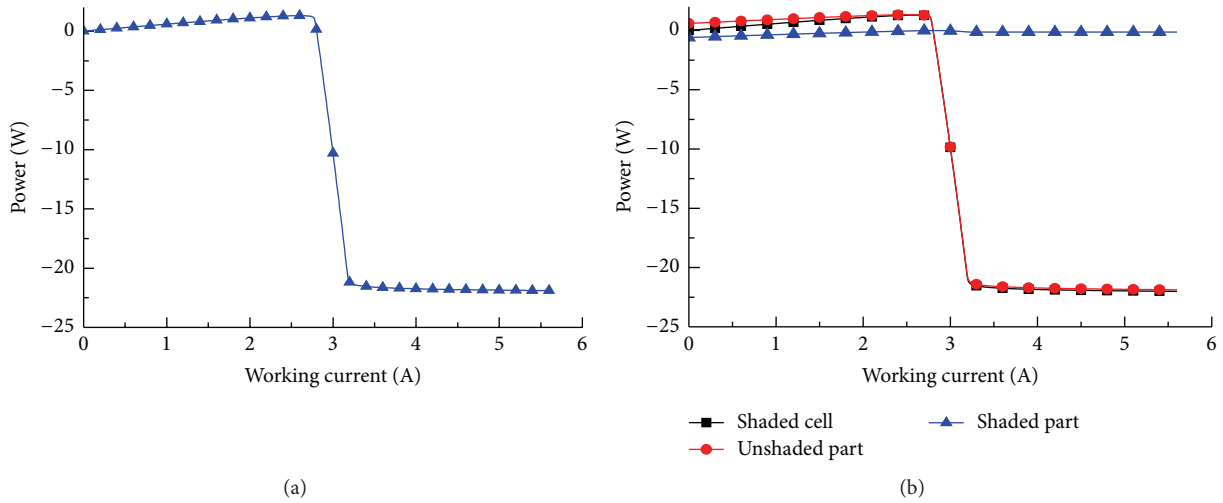 0
−5
−10
−15
−20
−25
Power (W)
0 1 2 3 4 5 6
Working current (A)
(a)
0
−5
−10
−15
−20
−25
Power (W)
0 1 2 3 4 5 6
Working current (A)
Shaded cell
Unshaded part
Shaded part
(b)